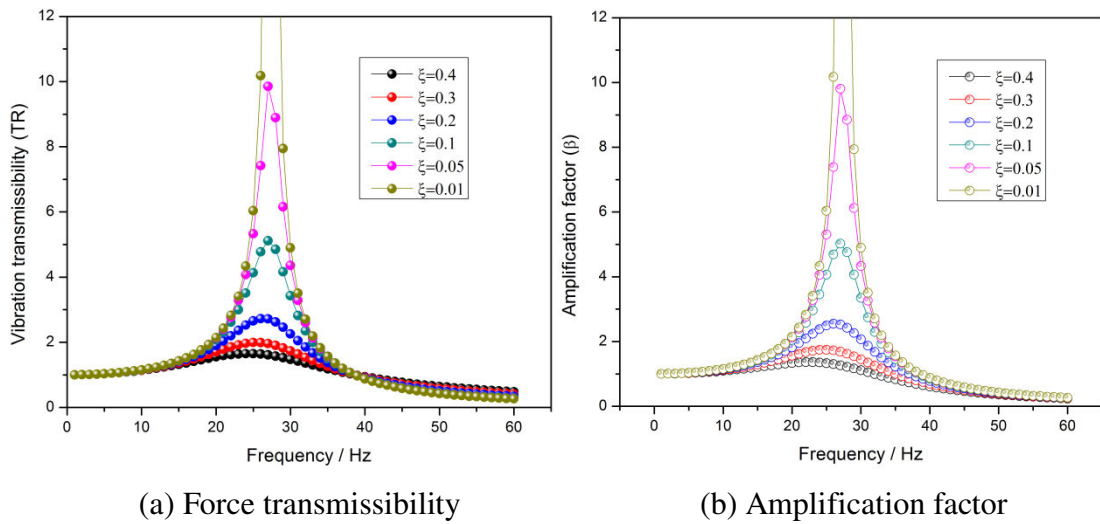 12
10
8
6
4
2
0
Vibration transmissibility (TR)
ξ=0.4
ξ=0.3
ξ=0.2
ξ=0.1
ξ=0.05
ξ=0.01
0 10 20 30 40 50 60
Frequency / Hz
(a) Force transmissibility
12
10
8
6
4
2
0
Amplification factor (β)
ξ=0.4
ξ=0.3
ξ=0.2
ξ=0.1
ξ=0.05
ξ=0.01
0 10 20 30 40 50 60
Frequency / Hz
(b) Amplification factor